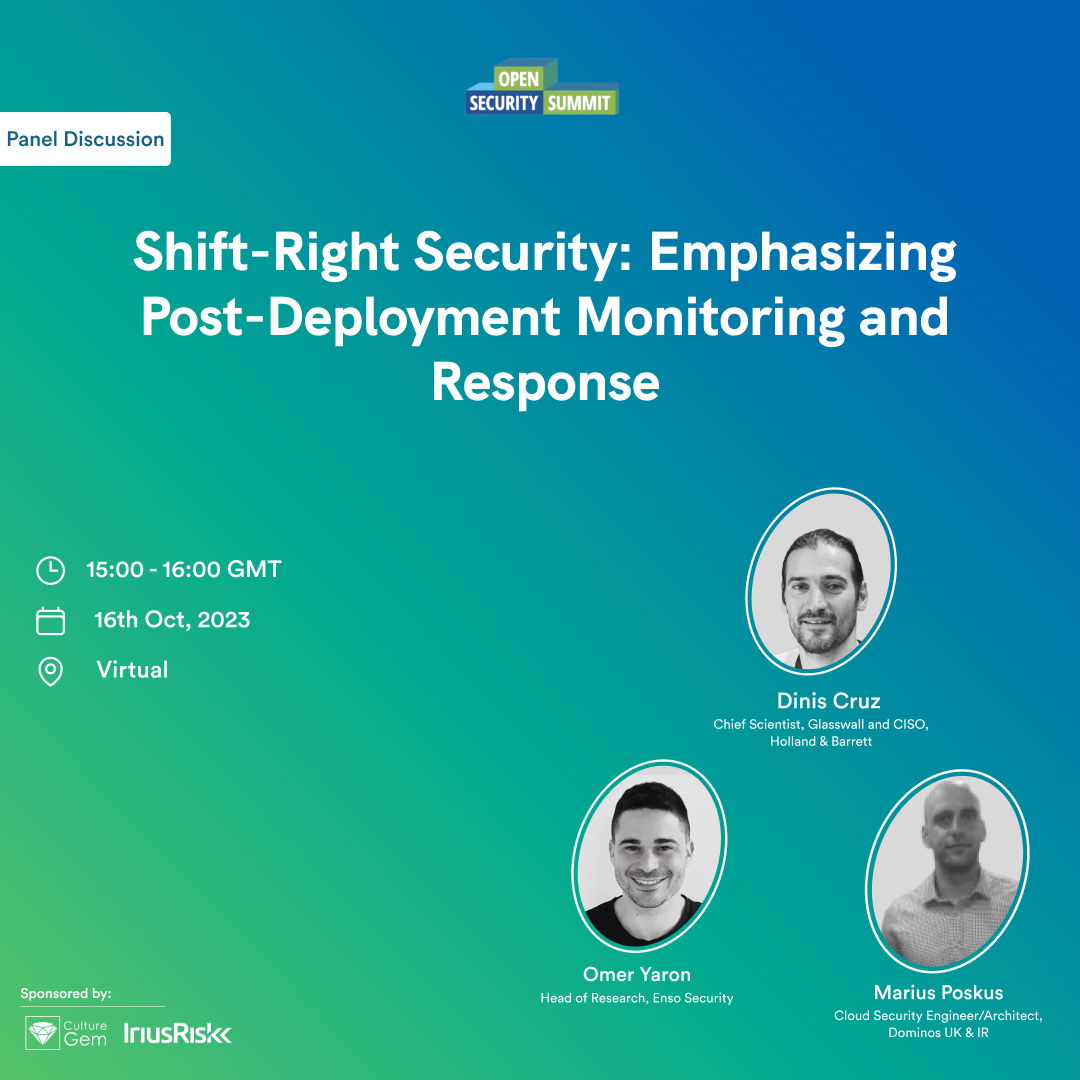 OPEN
SECURITY SUMMIT
Panel Discussion
Shift-Right Security: Emphasizing
Post-Deployment Monitoring and
Response
15:00 - 16:00 GMT
16th Oct, 2023
Virtual
Dinis Cruz
Chief Scientist, Glasswall and CISO,
Holland & Barrett
Omer Yaron
Head of Research, Enso Security
Marius Poskus
Cloud Security Engineer/Architect,
Dominos UK & IR
Sponsored by:
Culture
Gem
IriusRisk